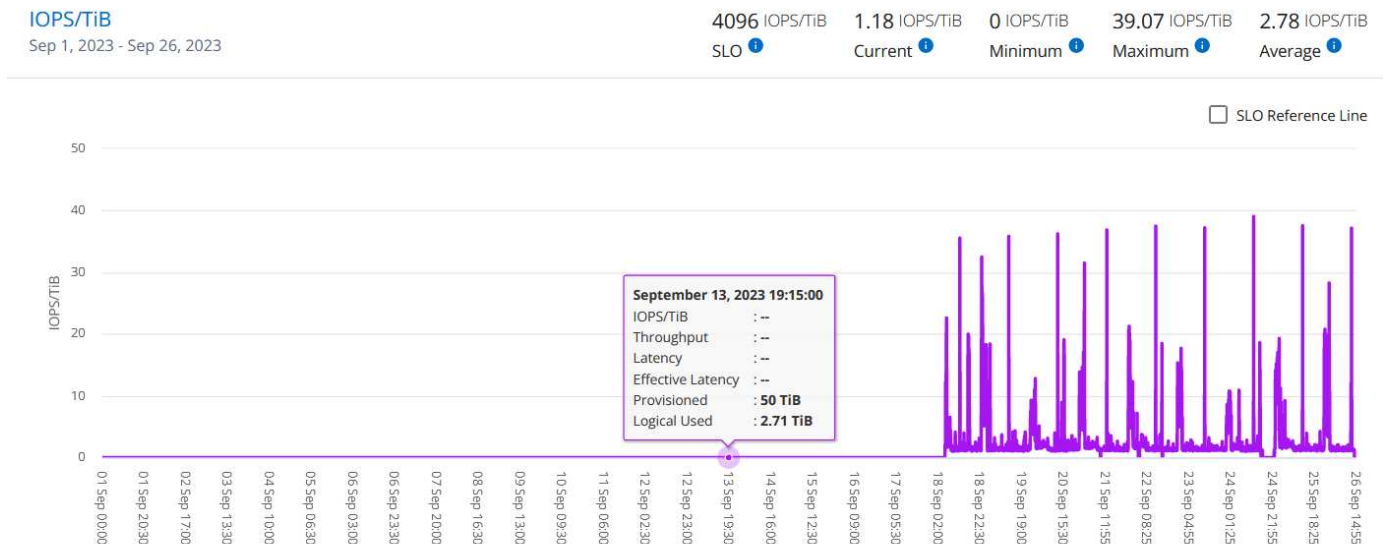 IOPS/TiB
Sep 1, 2023 - Sep 26, 2023
4096 IOPS/TiB
SLO
1.18 IOPS/TiB
Current
0 IOPS/TiB
Minimum
39.07 IOPS/TiB
Maximum
2.78 IOPS/TiB
Average
SLO Reference Line
50
40
30
20
10
0
IOPS/TiB
September 13, 2023 19:15:00
IOPS/TiB : --
Throughput : --
Latency : --
Effective Latency : --
Provisioned : 50 TiB
Logical Used : 2.71 TiB
01 Sep 00:00
01 Sep 20:30
02 Sep 17:00
03 Sep 13:30
04 Sep 10:00
05 Sep 06:30
06 Sep 03:00
06 Sep 23:30
07 Sep 20:00
08 Sep 16:30
09 Sep 13:00
10 Sep 09:30
11 Sep 06:00
12 Sep 02:30
12 Sep 23:00
13 Sep 19:30
14 Sep 16:00
15 Sep 12:30
16 Sep 09:00
17 Sep 05:30
18 Sep 02:00
18 Sep 22:30
19 Sep 19:00
20 Sep 15:30
21 Sep 11:55
22 Sep 08:25
23 Sep 04:55
24 Sep 01:25
24 Sep 21:55
25 Sep 18:25
26 Sep 14:55